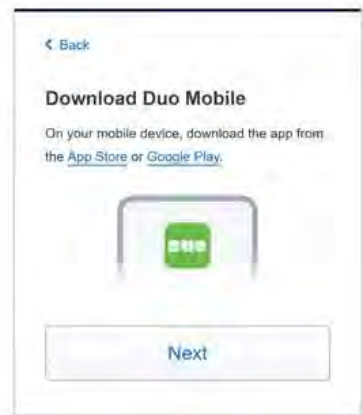 Back
Download Duo Mobile
On your mobile device, download the app from
the App Store or Google Play.
DUO
Next